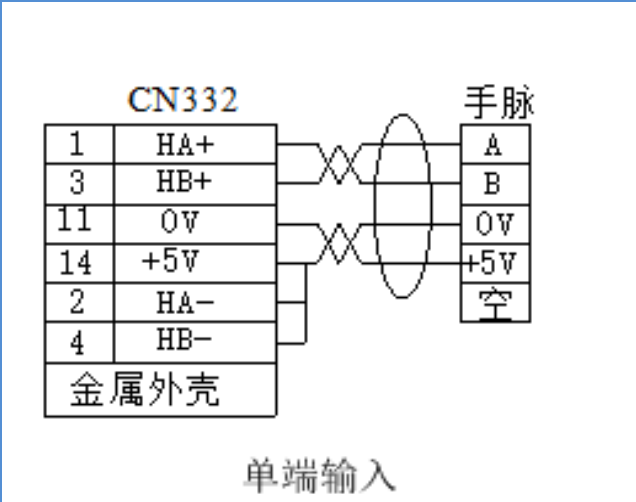 CN332 手脉
1 HA+ A
3 HB+ B
11 0V 0V
14 +5V +5V
2 HA- 空
4 HB-
金属外壳
单端输入